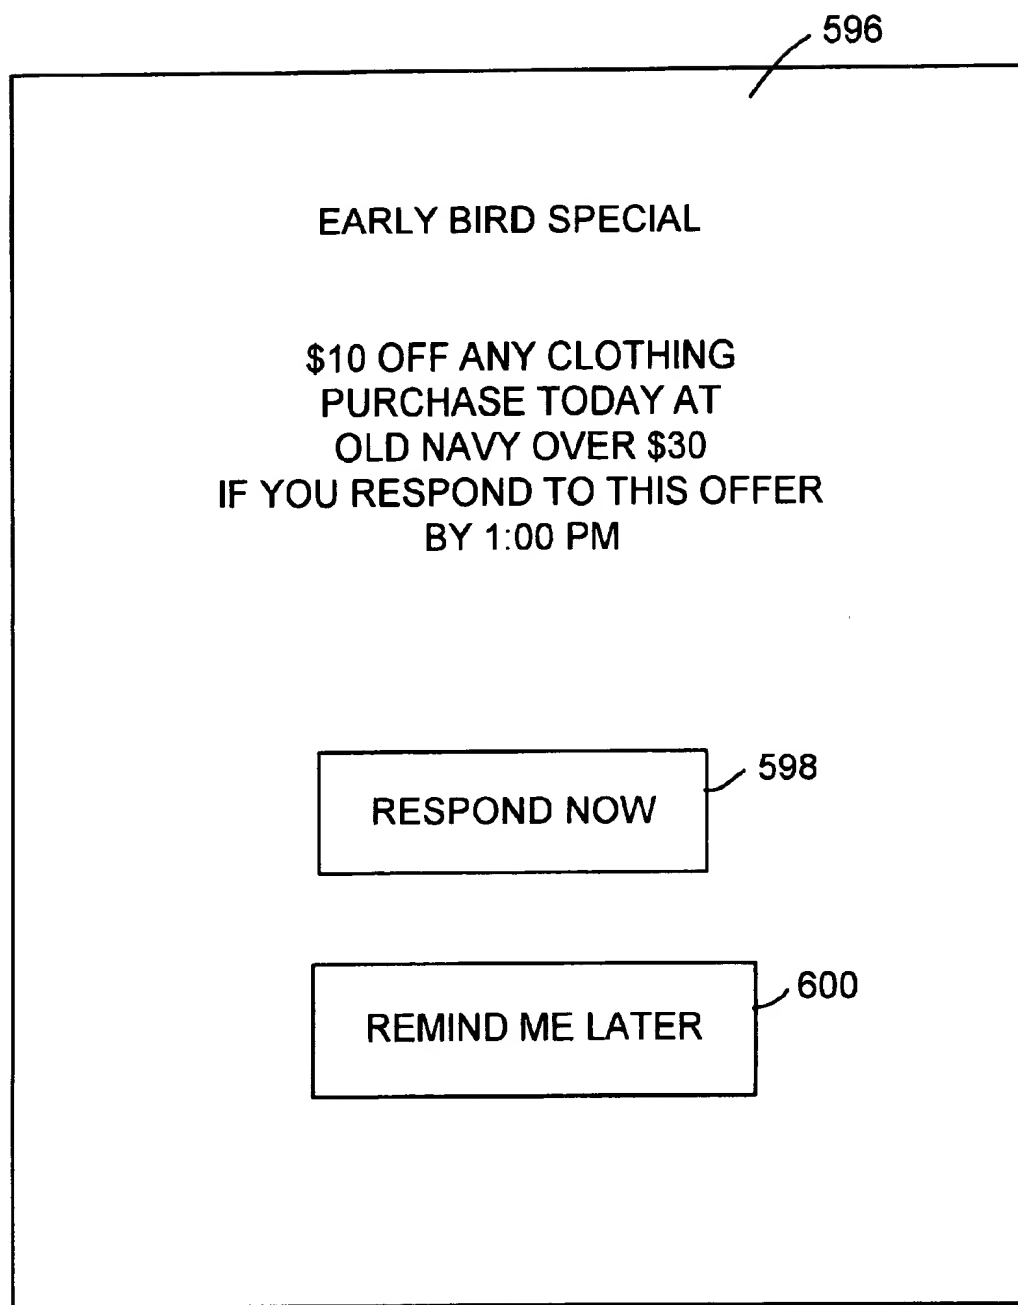 596
EARLY BIRD SPECIAL
$10 OFF ANY CLOTHING
PURCHASE TODAY AT
OLD NAVY OVER $30
IF YOU RESPOND TO THIS OFFER
BY 1:00 PM
598
RESPOND NOW
600
REMIND ME LATER